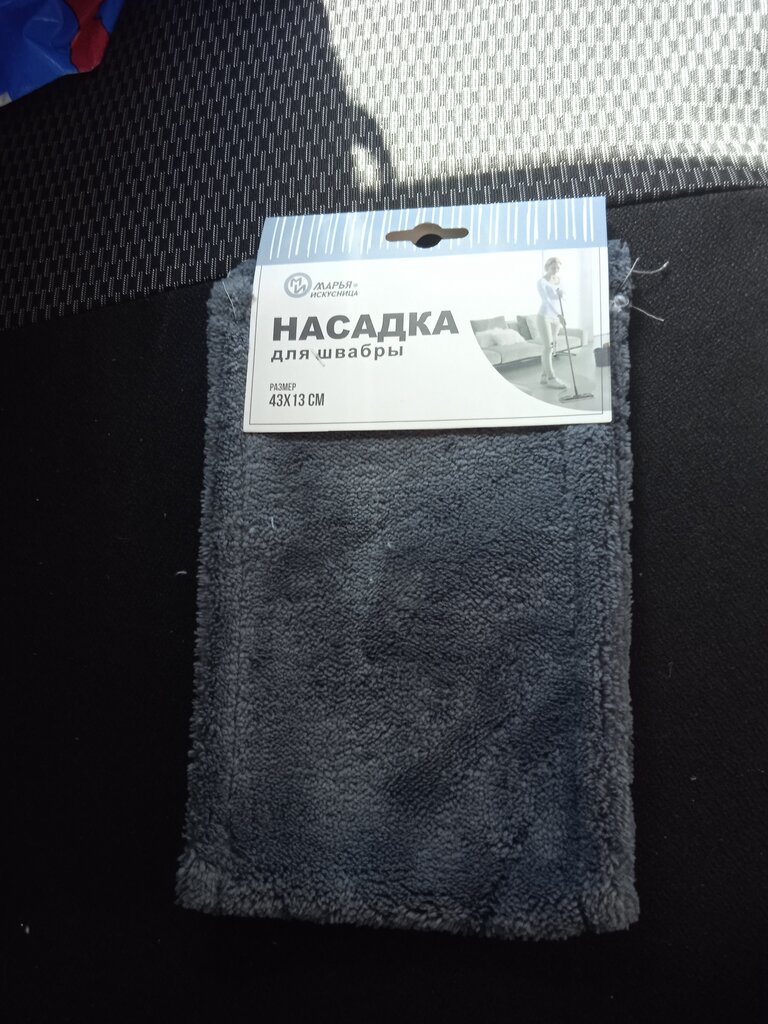 МАРЬЯ
ИСКУСНИЦА
НАСАДКА
для швабры
РАЗМЕР
43Х13 СМ